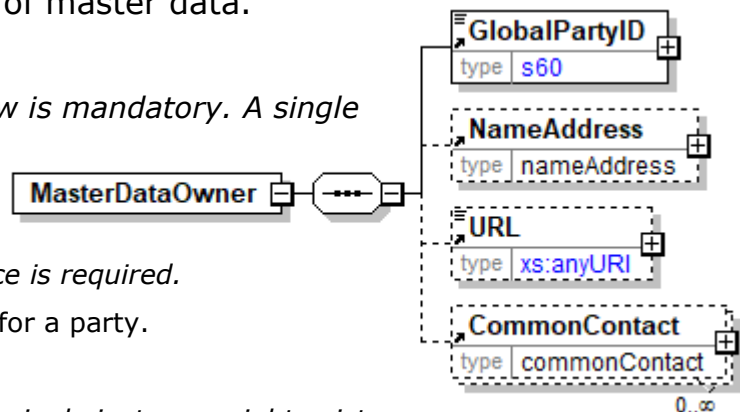 of master data.
GlobalPartyID
type s60
w is mandatory. A single
NameAddress
type nameAddress
MasterDataOwner
URL
type xs:anyURI
ce is required.
for a party.
CommonContact
type commonContact
0..∞